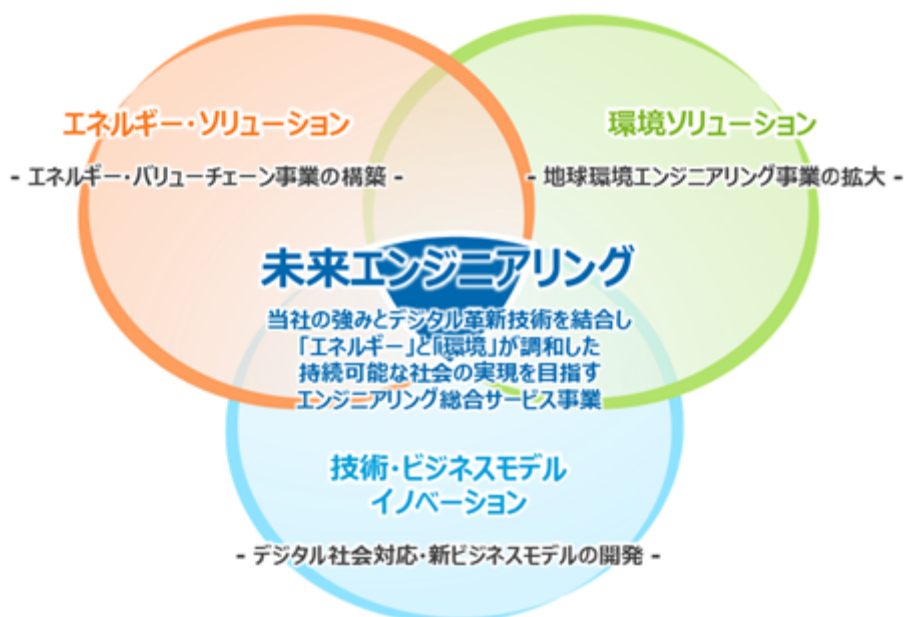 エネルギー・ソリューション
- エネルギー・バリューチェーン事業の構築 -
環境ソリューション
- 地球環境エンジニアリング事業の拡大 -
未来エンジニアリング
当社の強みとデジタル革新技術を結合し
「エネルギー」と「環境」が調和した
持続可能な社会の実現を目指す
エンジニアリング総合サービス事業
技術・ビジネスモデル
イノベーション
- デジタル社会対応・新ビジネスモデルの開発 -